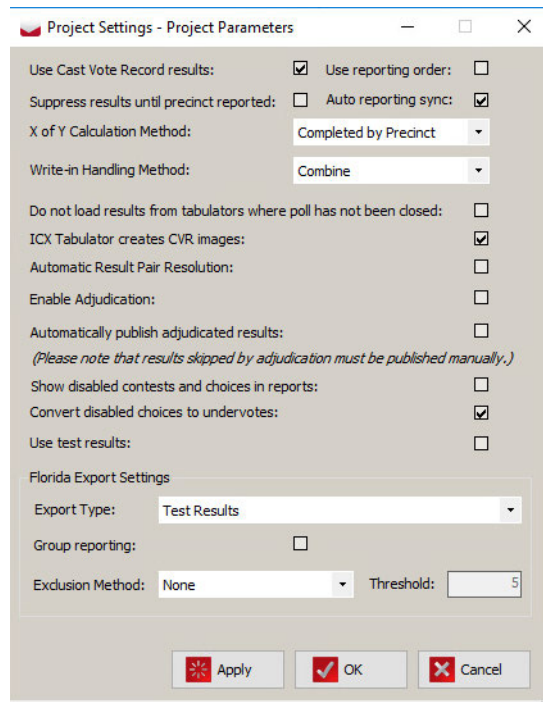 Project Settings - Project Parameters
Use Cast Vote Record results: Use reporting order:
Suppress results until precinct reported: Auto reporting sync:
X of Y Calculation Method: Completed by Precinct
Write-in Handling Method: Combine
Do not load results from tabulators where poll has not been closed:
ICX Tabulator creates CVR images:
Automatic Result Pair Resolution:
Enable Adjudication:
Automatically publish adjudicated results:
(Please note that results skipped by adjudication must be published manually.)
Show disabled contests and choices in reports:
Convert disabled choices to undervotes:
Use test results:
Florida Export Settings
Export Type: Test Results
Group reporting:
Exclusion Method: None Threshold: 5
Apply OK Cancel